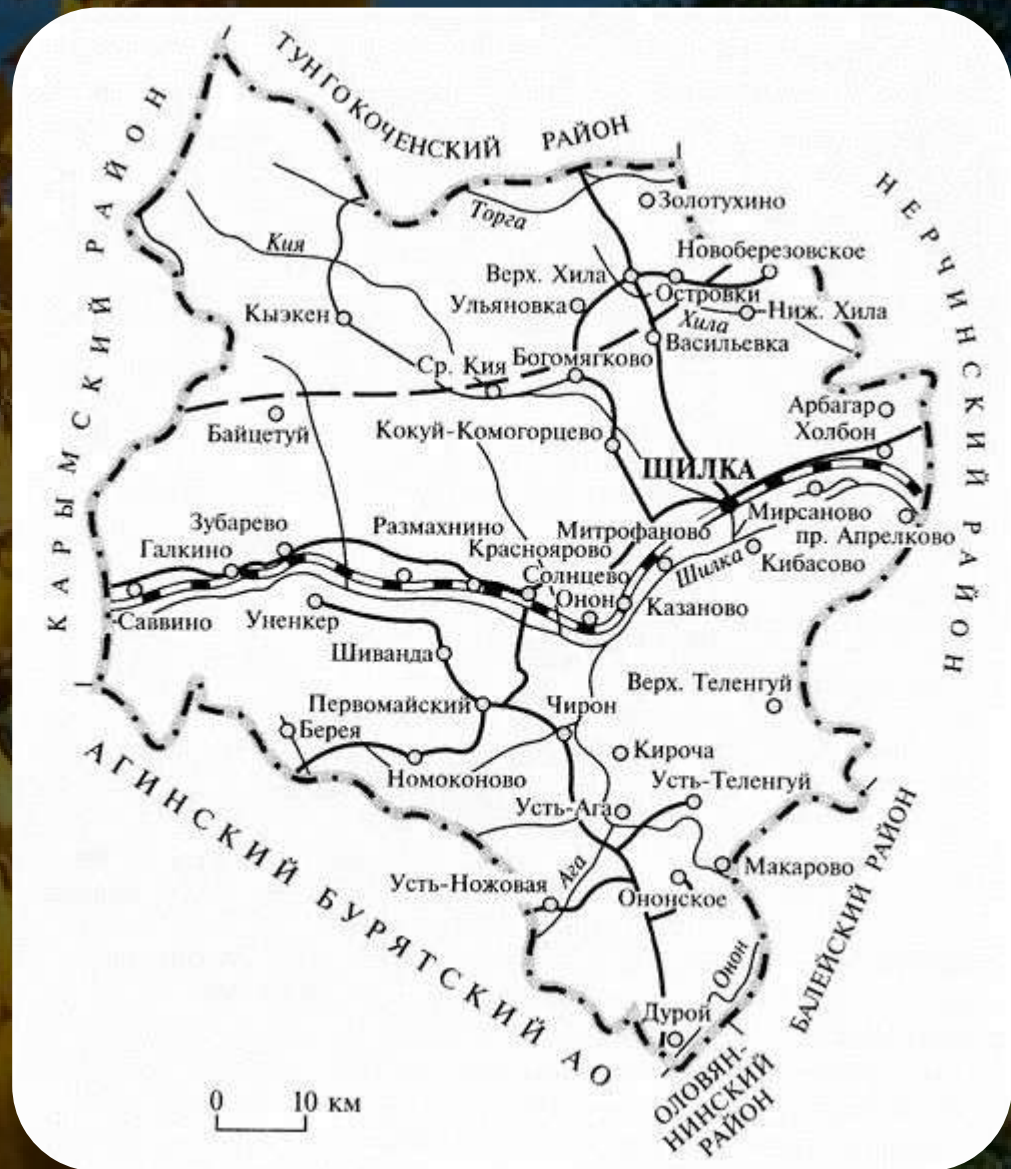 ТУНГОКОЧЕНСКИЙ РАЙОН
КАРЫМСКИЙ РАЙОН
НЕРЧИНСКИЙ РАЙОН
Золотухино
Торга
Кия
Новоберезовское
Верх. Хила
Островки
Ульяновка
Хила
Ниж. Хила
Кыэкен
Васильевка
Богомягково
Ср. Кия
Арбагар
Холбон
Байцетуй
Кокуй-Комогорцево
ШИЛКА
Мирсаново
Зубарево
Размахнино
Митрофаново
пр. Апрелково
Галкино
Красноярово
Кибасово
Шилка
Солнцево
Онон
Казаново
Саввино
Уненкер
Шиванда
Верх. Теленгуй
Первомайский
Чирон
Берея
Кироча
Номоконово
Усть-Теленгуй
Усть-Ага
Макарово
Ага
Усть-Ножовая
Ононское
Онон
Дурой
АГИНСКИЙ БУРЯТСКИЙ АО
БАЛЕЙСКИЙ РАЙОН
ОЛОВЯН-
НИНСКИЙ
РАЙОН
0 10 км